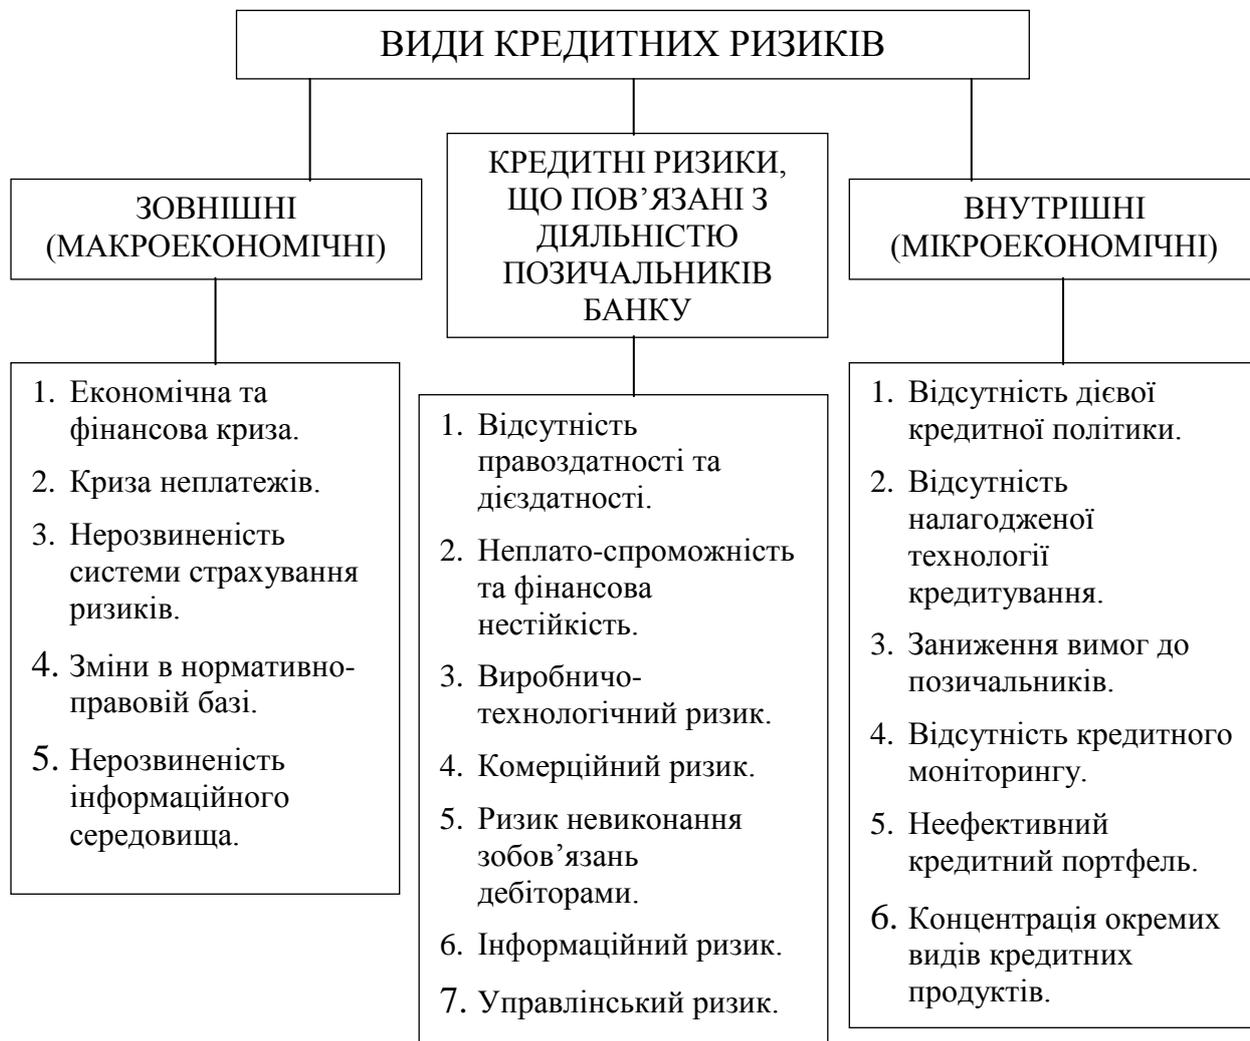 ВИДИ КРЕДИТНИХ РИЗИКІВ
ЗОВНІШНІ
(МАКРОЕКОНОМІЧНІ)
1. Економічна та
фінансова криза.
2. Криза неплатежів.
3. Нерозвиненість
системи страхування
ризиків.
4. Зміни в нормативно-
правовій базі.
5. Нерозвиненість
інформаційного
середовища.
КРЕДИТНІ РИЗИКИ,
ЩО ПОВ’ЯЗАНІ З
ДІЯЛЬНІСТЮ
ПОЗИЧАЛЬНИКІВ
БАНКУ
1. Відсутність
правоздатності та
дієздатності.
2. Неплато-спроможність
та фінансова
нестійкість.
3. Виробничо-
технологічний ризик.
4. Комерційний ризик.
5. Ризик невиконання
зобов’язань
дебіторами.
6. Інформаційний ризик.
7. Управлінський ризик.
ВНУТРІШНІ
(МІКРОЕКОНОМІЧНІ)
1. Відсутність дієвої
кредитної політики.
2. Відсутність
налагодженої
технології
кредитування.
3. Заниження вимог до
позичальників.
4. Відсутність кредитного
моніторингу.
5. Неефективний
кредитний портфель.
6. Концентрація окремих
видів кредитних
продуктів.